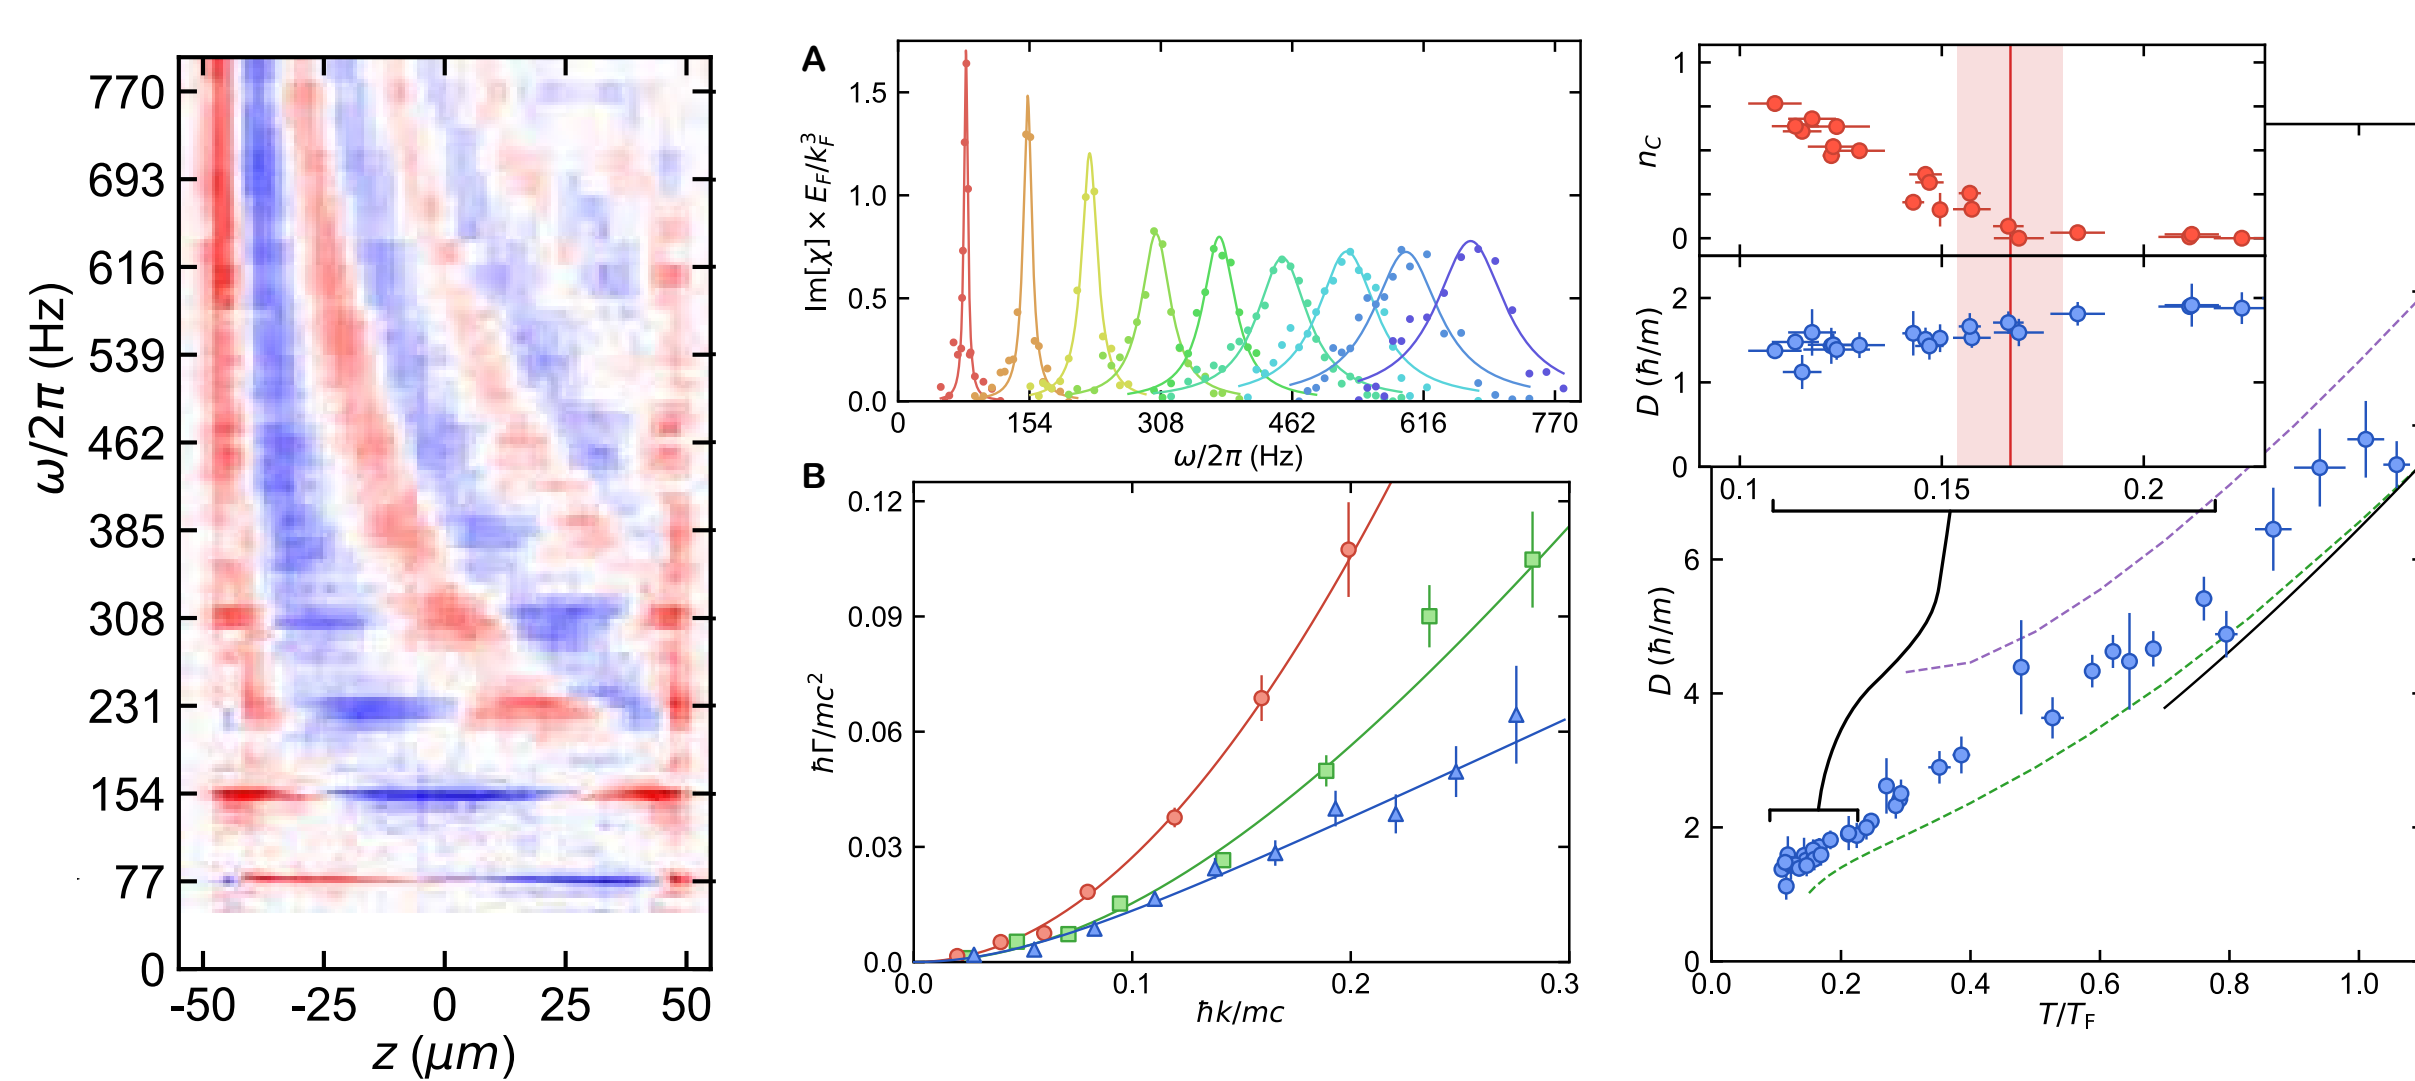 770
693
616
539
462
385
308
231
154
77
0
ω/2π (Hz)
-50 -25 0 25 50
z (μm)
A
1.5
1.0
0.5
0.0
Im[χ] × E_F/k_F^3
0 154 308 462 616 770
ω/2π (Hz)
B
0.12
0.09
0.06
0.03
0.0
ħΓ/mc²
0.0 0.1 0.2 0.3
ħk/mc
1
0
n_C
2
1
0
D (ħ/m)
0.1 0.15 0.2
6
4
2
0
D (ħ/m)
0.0 0.2 0.4 0.6 0.8 1.0
T/T_F